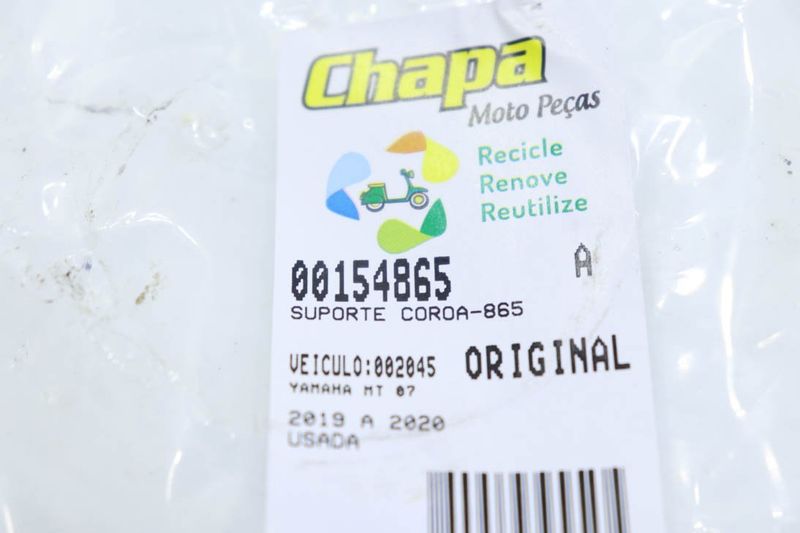 Chapa
Moto Peças
Recicle
Renove
Reutilize
A
00154865
SUPORTE COROA-865
VEICULO:002045 ORIGINAL
YAMAHA MT 07
2019 A 2020
USADA